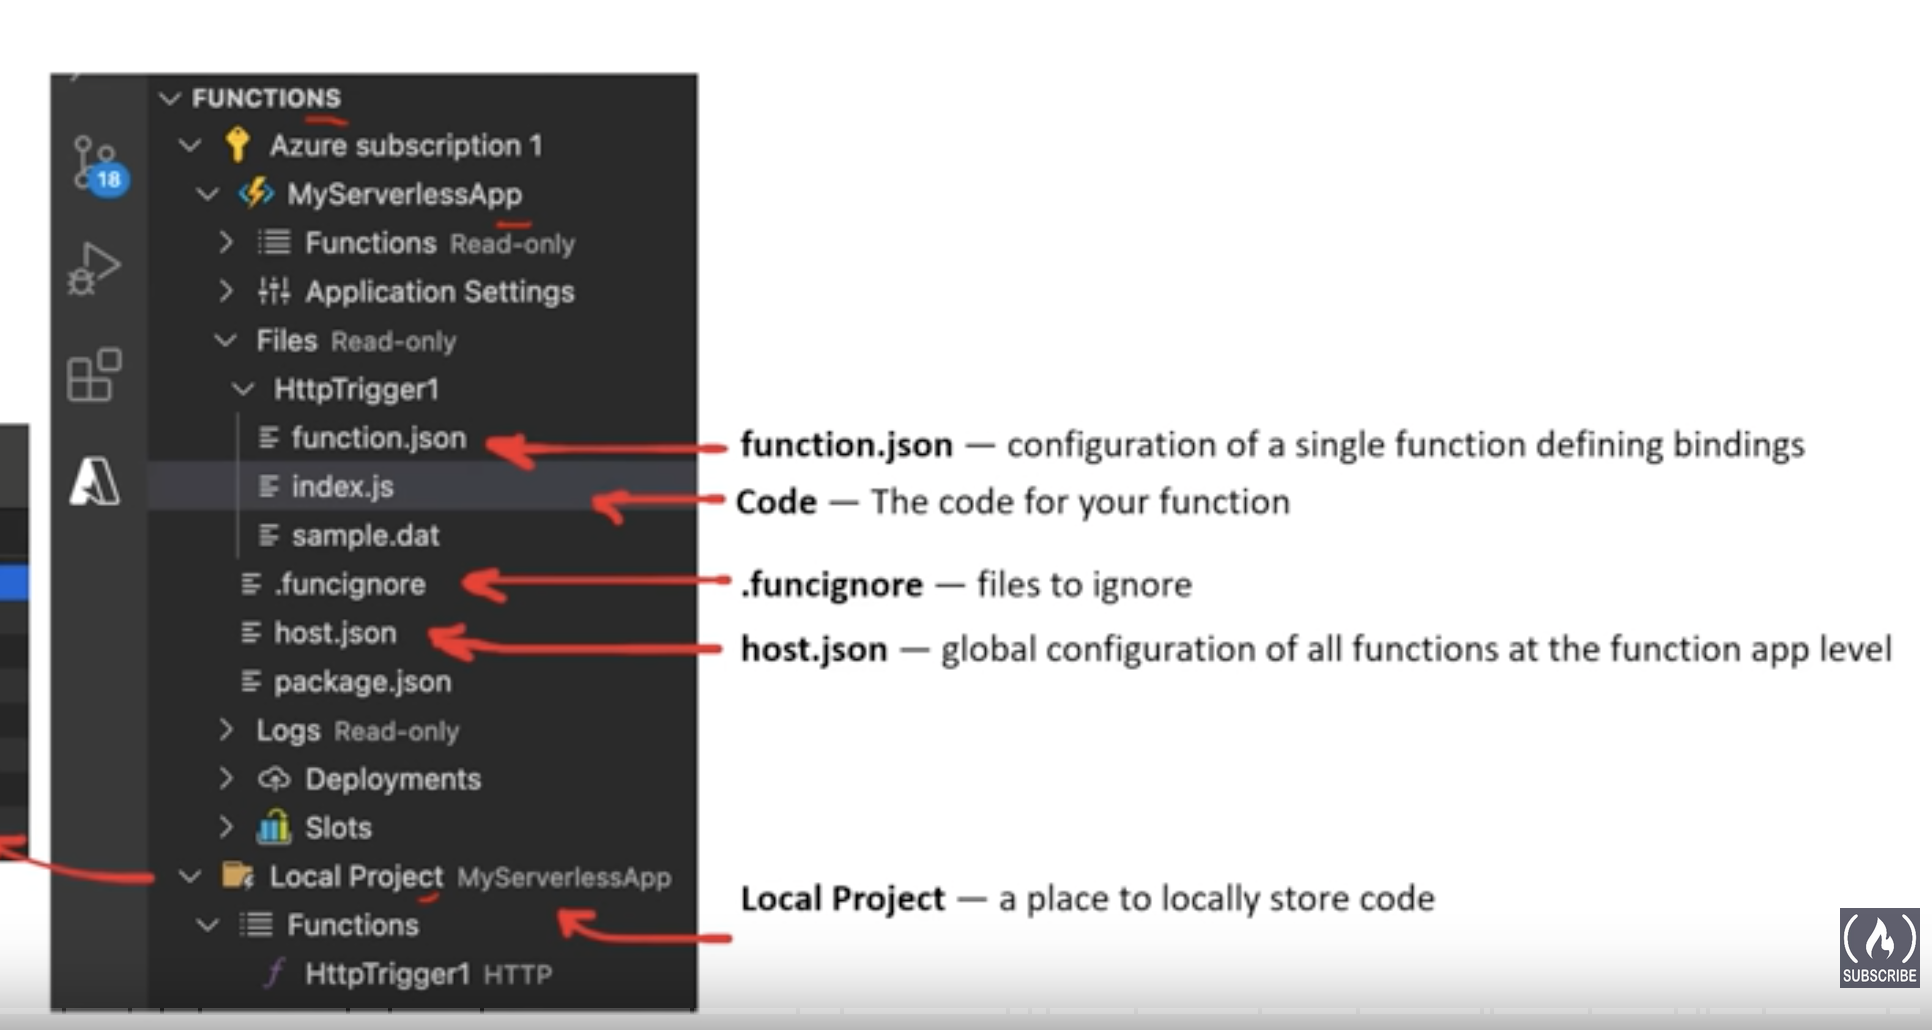 FUNCTIONS
Azure subscription 1
18
MyServerlessApp
Functions Read-only
Application Settings
Files Read-only
HttpTrigger1
function.json
function.json — configuration of a single function defining bindings
index.js
Code — The code for your function
sample.dat
.funcignore
.funcignore — files to ignore
host.json
host.json — global configuration of all functions at the function app level
package.json
Logs Read-only
Deployments
Slots
Local Project MyServerlessApp
Local Project — a place to locally store code
Functions
HttpTrigger1 HTTP
SUBSCRIBE